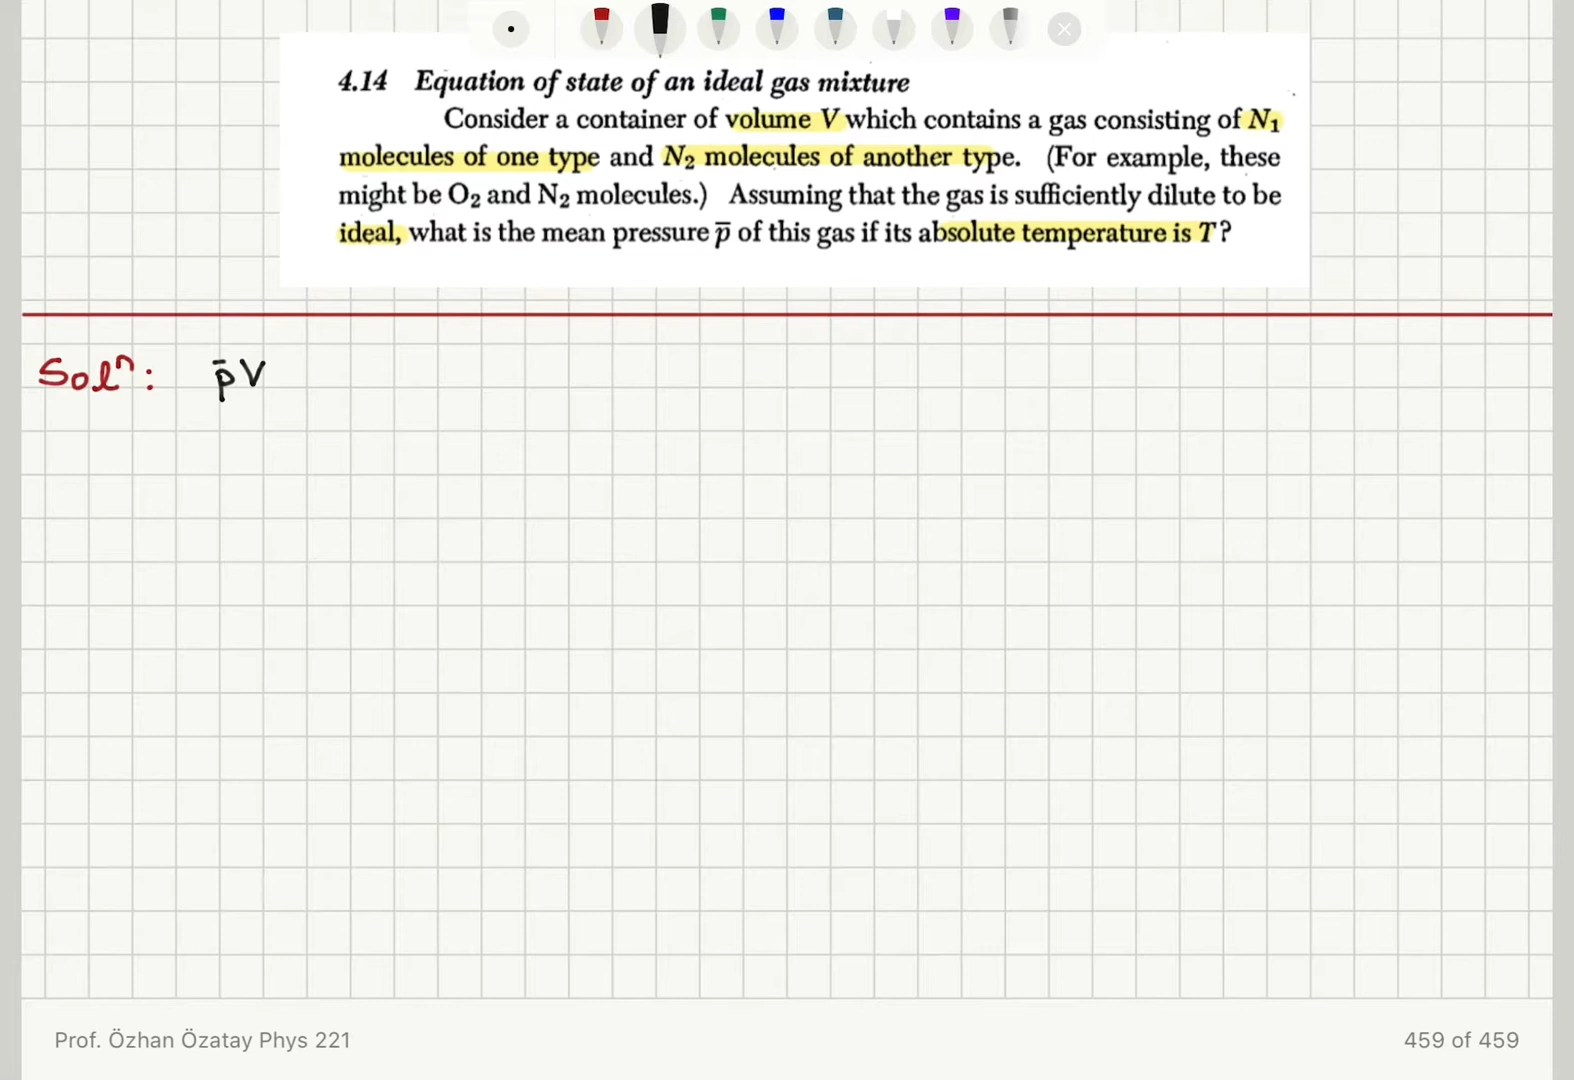 4.14 Equation of state of an ideal gas mixture
Consider a container of volume V which contains a gas consisting of N₁
molecules of one type and N₂ molecules of another type. (For example, these
might be O₂ and N₂ molecules.) Assuming that the gas is sufficiently dilute to be
ideal, what is the mean pressure p̄ of this gas if its absolute temperature is T?
Solⁿ: p̄V
Prof. Özhan Özatay Phys 221
459 of 459